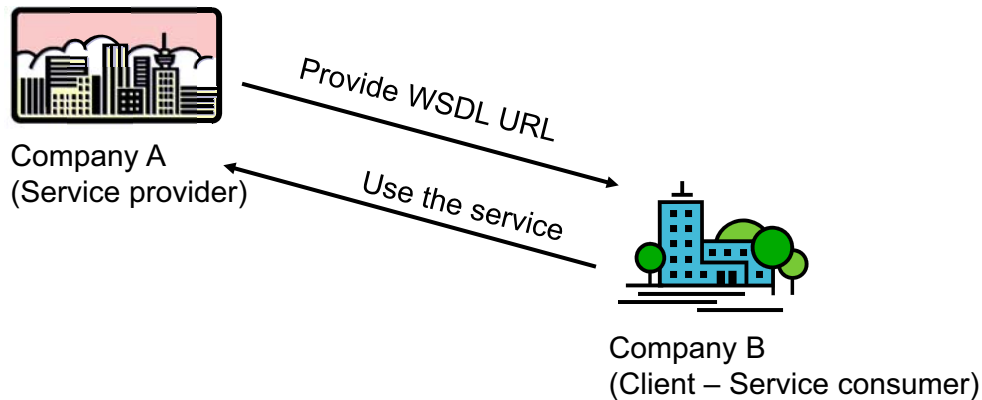 Provide WSDL URL
Company A
(Service provider)
Use the service
Company B
(Client – Service consumer)